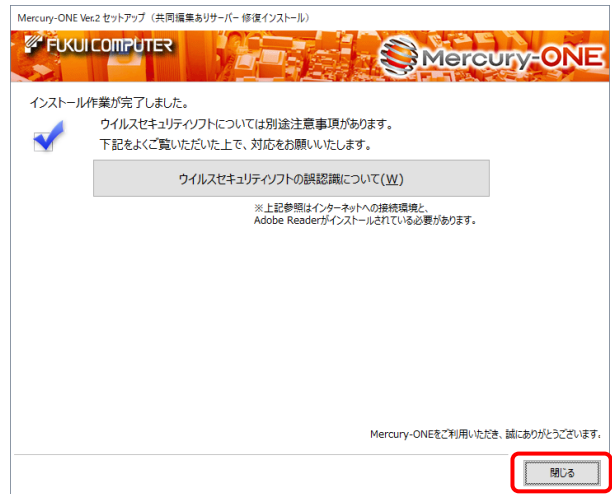 Mercury-ONE Ver.2 セットアップ（共同編集ありサーバー 修復インストール）
FUKUI COMPUTER
Mercury-ONE
インストール作業が完了しました。
ウイルスセキュリティソフトについては別途注意事項があります。
下記をよくご覧いただいた上で、対応をお願いいたします。
ウイルスセキュリティソフトの誤認識について(W)
※上記参照はインターネットへの接続環境と、
Adobe Readerがインストールされている必要があります。
Mercury-ONEをご利用いただき、誠にありがとうございます。
閉じる